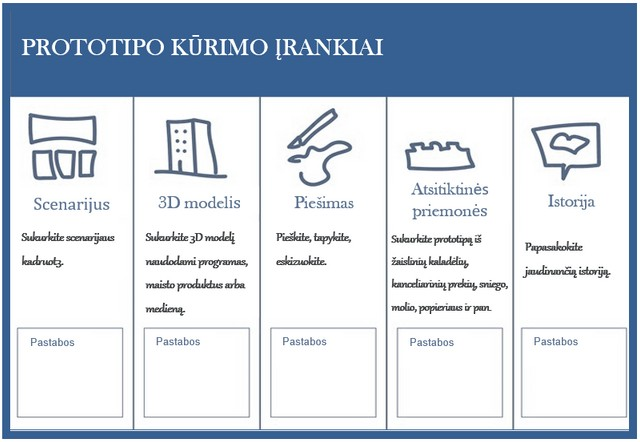 PROTOTIPO KŪRIMO ĮRANKIAI
Scenarijus
Sukurkite scenarijaus
kadruotę.
Pastabos
3D modelis
Sukurkite 3D modelį
naudodami programas,
maisto produktus arba
medieną.
Pastabos
Piešimas
Pieškite, tapykite,
eskizuokite.
Pastabos
Atsitiktinės
priemonės
Sukurkite prototipą iš
žaislinių kaladėlių,
kanceliarinių prekių, sniego,
molio, popieriaus ir pan.
Pastabos
Istorija
Papasakokite
jaudinančią istoriją.
Pastabos